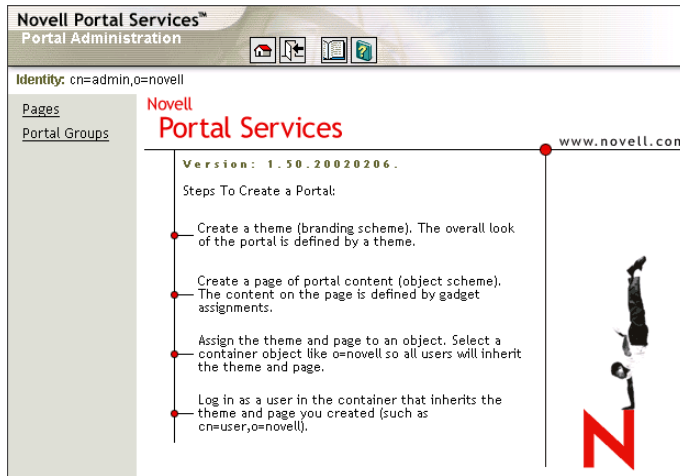 Novell Portal Services™
Portal Administration
Identity: cn=admin,o=novell
Pages
Portal Groups
Novell
Portal Services
www.novell.com
Version: 1.50.20020206.
Steps To Create a Portal:
Create a theme (branding scheme). The overall look
of the portal is defined by a theme.
Create a page of portal content (object scheme).
The content on the page is defined by gadget
assignments.
Assign the theme and page to an object. Select a
container object like o=novell so all users will inherit
the theme and page.
Log in as a user in the container that inherits the
theme and page you created (such as
cn=user,o=novell).
N